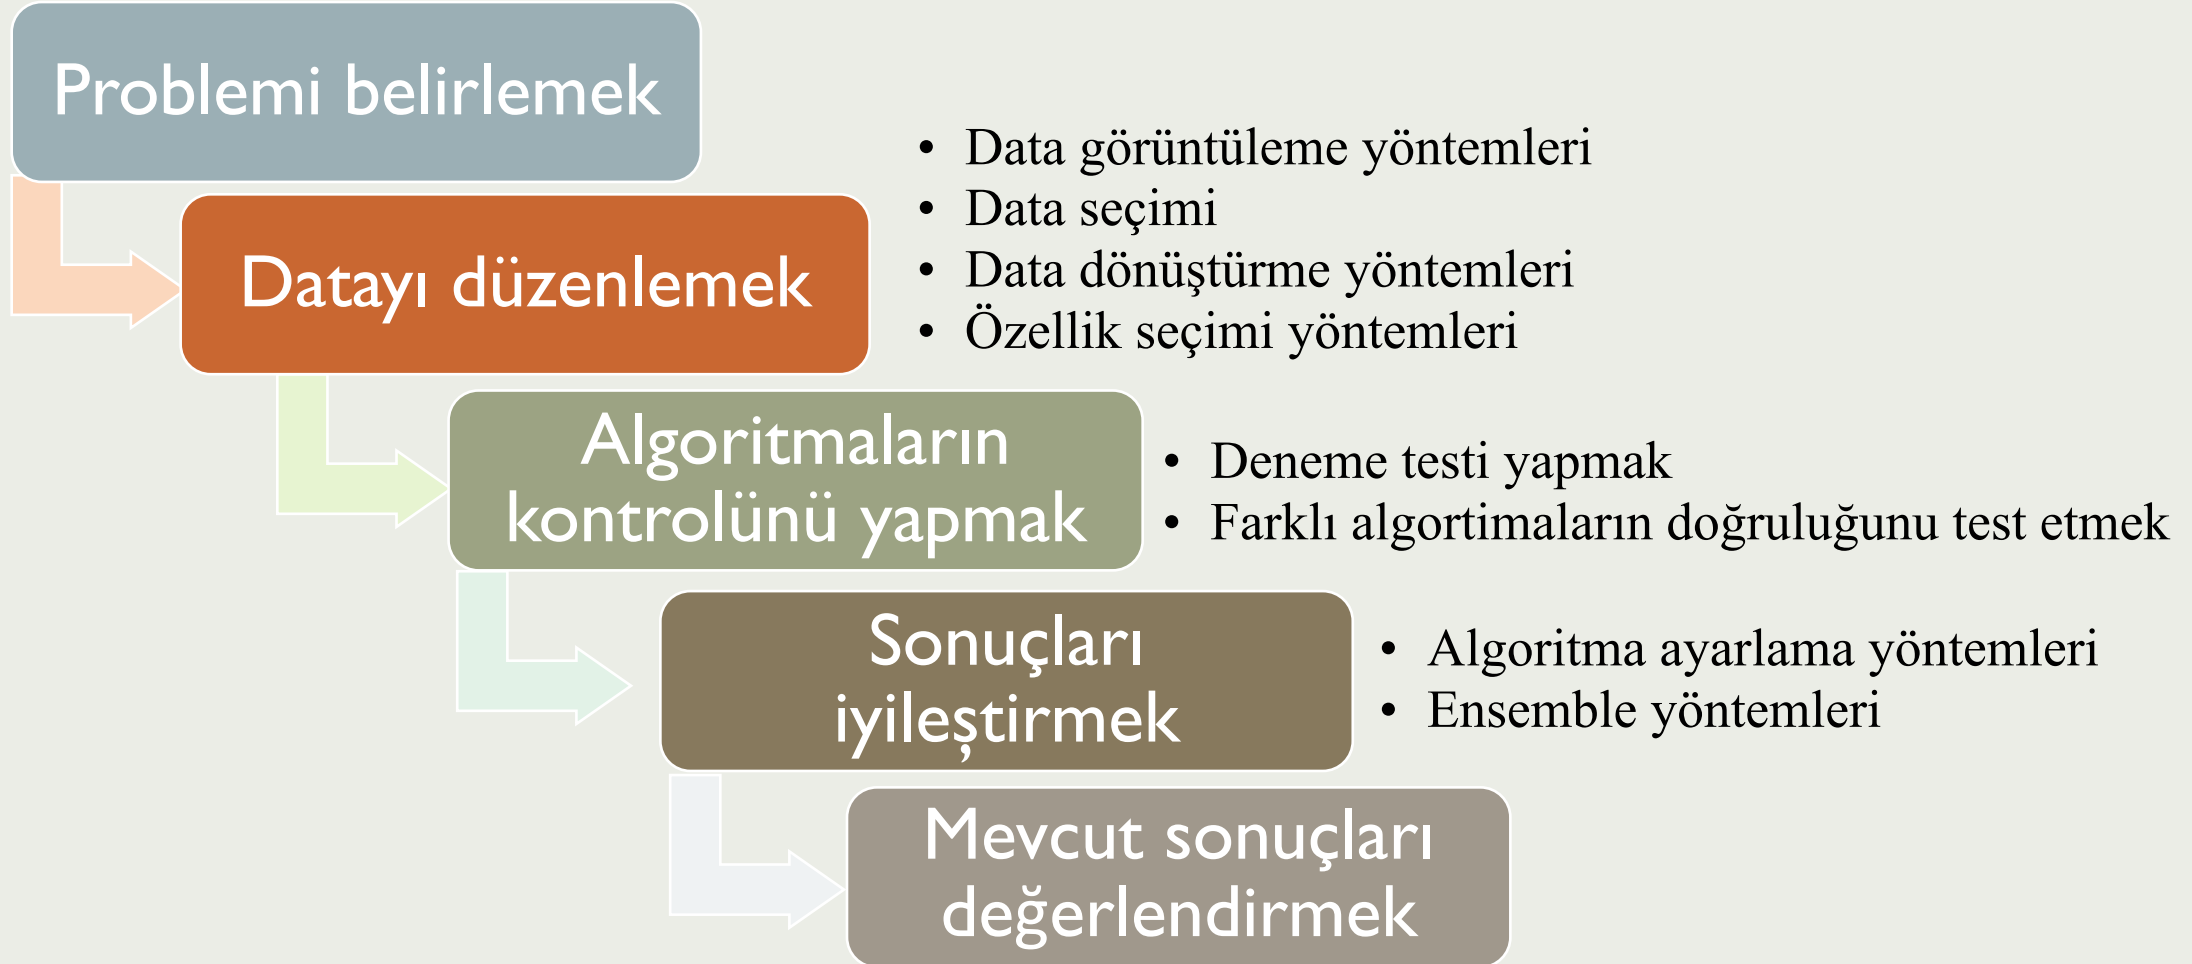 Problemi belirlemek
Datayı düzenlemek
• Data görüntüleme yöntemleri
• Data seçimi
• Data dönüştürme yöntemleri
• Özellik seçimi yöntemleri
Algoritmaların
kontrolünü yapmak
• Deneme testi yapmak
• Farklı algortimaların doğruluğunu test etmek
Sonuçları
iyileştirmek
• Algoritma ayarlama yöntemleri
• Ensemble yöntemleri
Mevcut sonuçları
değerlendirmek